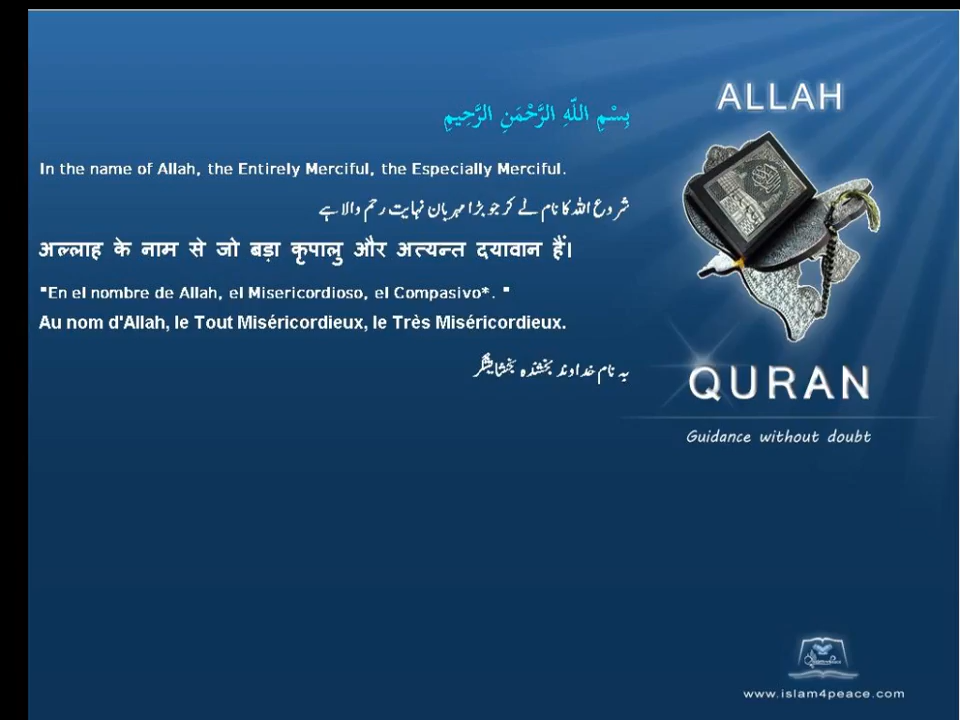 بِسْمِ اللَّهِ الرَّحْمَنِ الرَّحِيمِ
In the name of Allah, the Entirely Merciful, the Especially Merciful.
شروع الله کا نام لے کر جو بڑا مہربان نہایت رحم والا ہے
अल्लाह के नाम से जो बड़ा कृपालु और अत्यन्त दयावान हैं।
"En el nombre de Allah, el Misericordioso, el Compasivo*. "
Au nom d'Allah, le Tout Miséricordieux, le Très Miséricordieux.
به نام خداوند بخشنده بخشایشگر
ALLAH
QURAN
Guidance without doubt
www.islam4peace.com